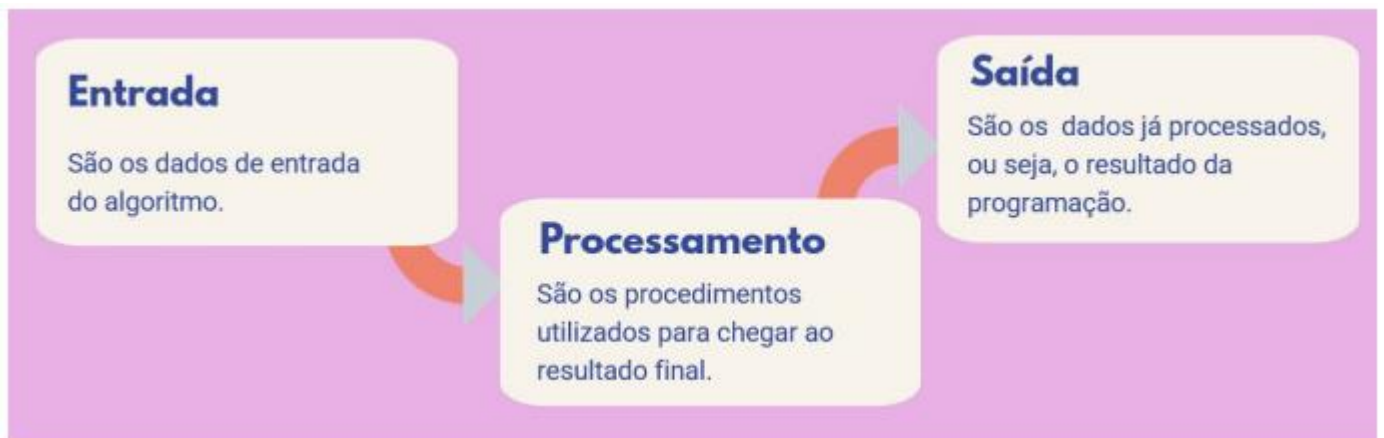 Entrada
São os dados de entrada
do algoritmo.
Processamento
São os procedimentos
utilizados para chegar ao
resultado final.
Saída
São os dados já processados,
ou seja, o resultado da
programação.